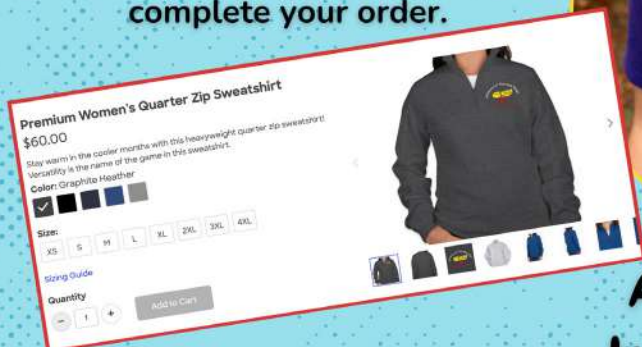 complete your order.
Premium Women's Quarter Zip Sweatshirt
$60.00
Stay warm in the cooler months with this heavyweight quarter zip sweatshirt!
Versatility is the name of the game in this sweatshirt.
Color: Graphite Heather
Size:
XS S M L XL 2XL 3XL 4XL
Sizing Guide
Quantity
− 1 +
Add to Cart